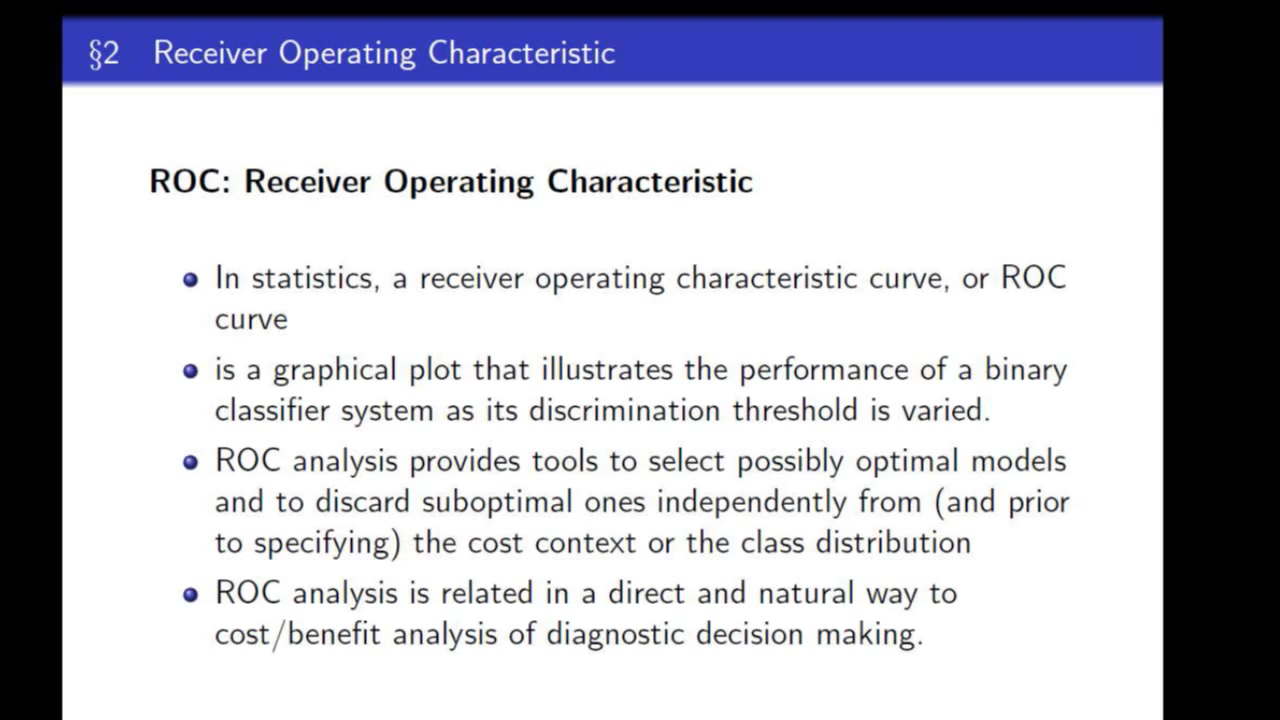 §2 Receiver Operating Characteristic
ROC: Receiver Operating Characteristic
In statistics, a receiver operating characteristic curve, or ROC
curve
is a graphical plot that illustrates the performance of a binary
classifier system as its discrimination threshold is varied.
ROC analysis provides tools to select possibly optimal models
and to discard suboptimal ones independently from (and prior
to specifying) the cost context or the class distribution
ROC analysis is related in a direct and natural way to
cost/benefit analysis of diagnostic decision making.